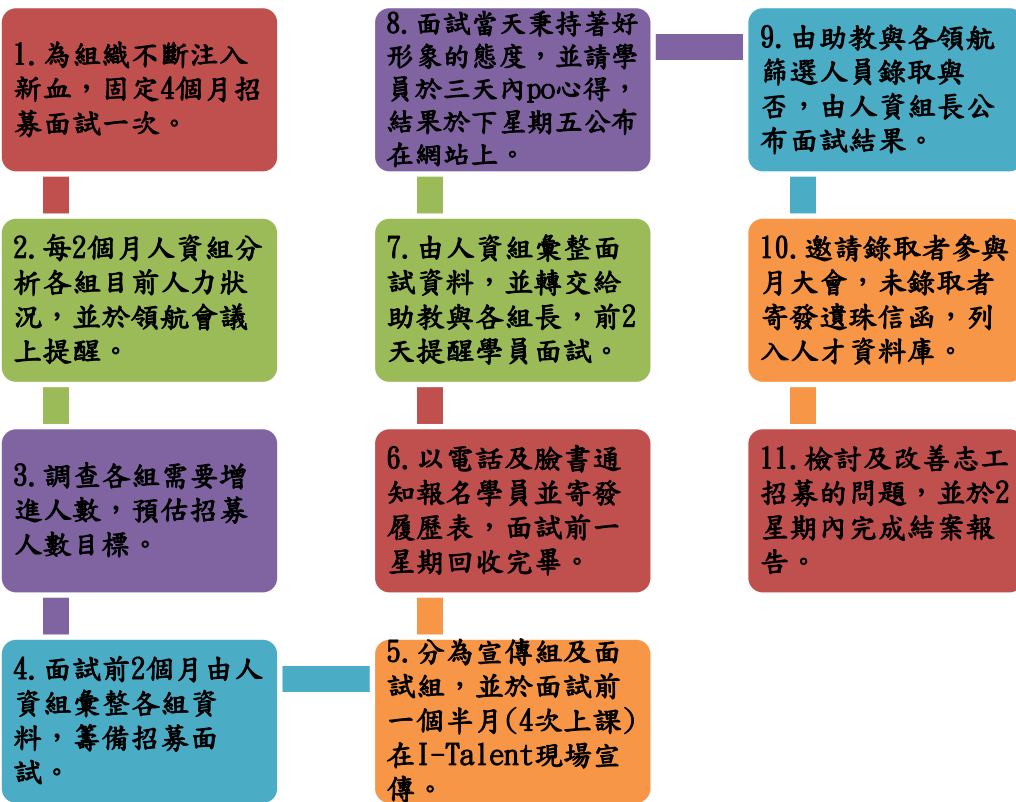 1.為組織不斷注入
新血，固定4個月招
募面試一次。
2.每2個月人資組分
析各組目前人力狀
況，並於領航會議
上提醒。
3.調查各組需要增
進人數，預估招募
人數目標。
4.面試前2個月由人
資組彙整各組資
料，籌備招募面
試。
5.分為宣傳組及面
試組，並於面試前
一個半月(4次上課)
在I-Talent現場宣
傳。
6.以電話及臉書通
知報名學員並寄發
履歷表，面試前一
星期回收完畢。
7.由人資組彙整面
試資料，並轉交給
助教與各組長，前2
天提醒學員面試。
8.面試當天秉持著好
形象的態度，並請學
員於三天內po心得，
結果於下星期五公布
在網站上。
9.由助教與各領航
篩選人員錄取與
否，由人資組長公
布面試結果。
10.邀請錄取者參與
月大會，未錄取者
寄發遺珠信函，列
入人才資料庫。
11.檢討及改善志工
招募的問題，並於2
星期內完成結案報
告。